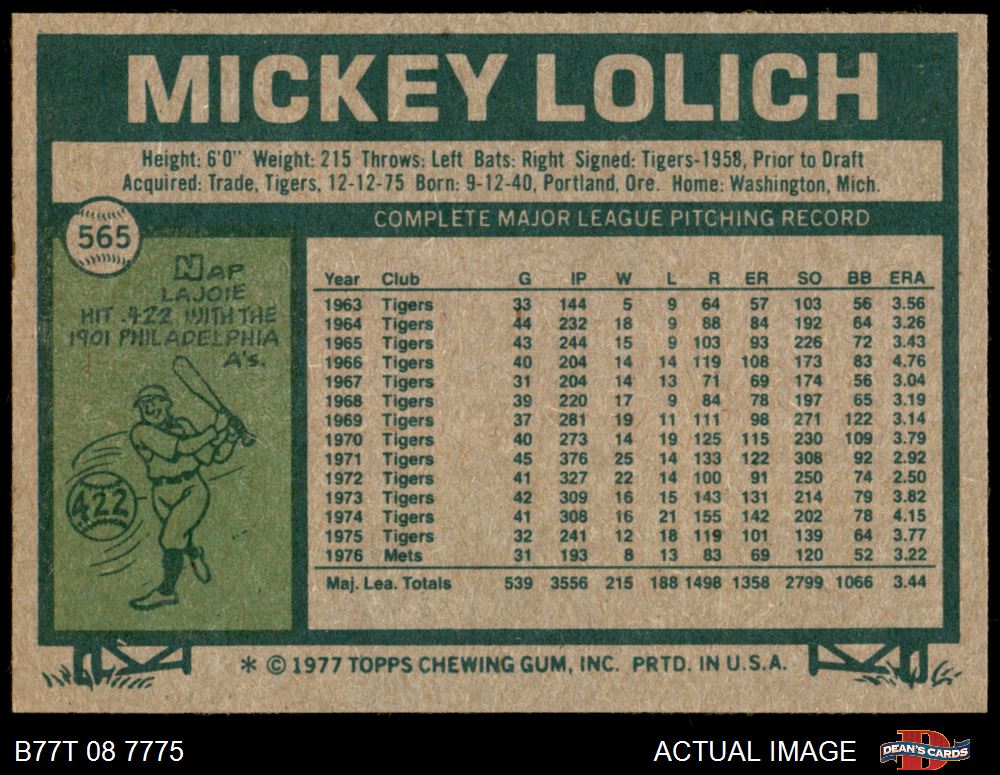 MICKEY LOLICH
Height: 6'0" Weight: 215 Throws: Left Bats: Right Signed: Tigers-1958, Prior to Draft
Acquired: Trade, Tigers, 12-12-75 Born: 9-12-40, Portland, Ore. Home: Washington, Mich.
565
COMPLETE MAJOR LEAGUE PITCHING RECORD
NAP
LAJOIE
HIT .422 WITH THE
1901 PHILADELPHIA
A's.
422
Year Club G IP W L R ER SO BB ERA
1963 Tigers 33 144 5 9 64 57 103 56 3.56
1964 Tigers 44 232 18 9 88 84 192 64 3.26
1965 Tigers 43 244 15 9 103 93 226 72 3.43
1966 Tigers 40 204 14 14 119 108 173 83 4.76
1967 Tigers 31 204 14 13 71 69 174 56 3.04
1968 Tigers 39 220 17 9 84 78 197 65 3.19
1969 Tigers 37 281 19 11 111 98 271 122 3.14
1970 Tigers 40 273 14 19 125 115 230 109 3.79
1971 Tigers 45 376 25 14 133 122 308 92 2.92
1972 Tigers 41 327 22 14 100 91 250 74 2.50
1973 Tigers 42 309 16 15 143 131 214 79 3.82
1974 Tigers 41 308 16 21 155 142 202 78 4.15
1975 Tigers 32 241 12 18 119 101 139 64 3.77
1976 Mets 31 193 8 13 83 69 120 52 3.22
Maj. Lea. Totals 539 3556 215 188 1498 1358 2799 1066 3.44
* © 1977 TOPPS CHEWING GUM, INC. PRTD. IN U.S.A.
B77T 08 7775
ACTUAL IMAGE
D
DEAN'S CARDS